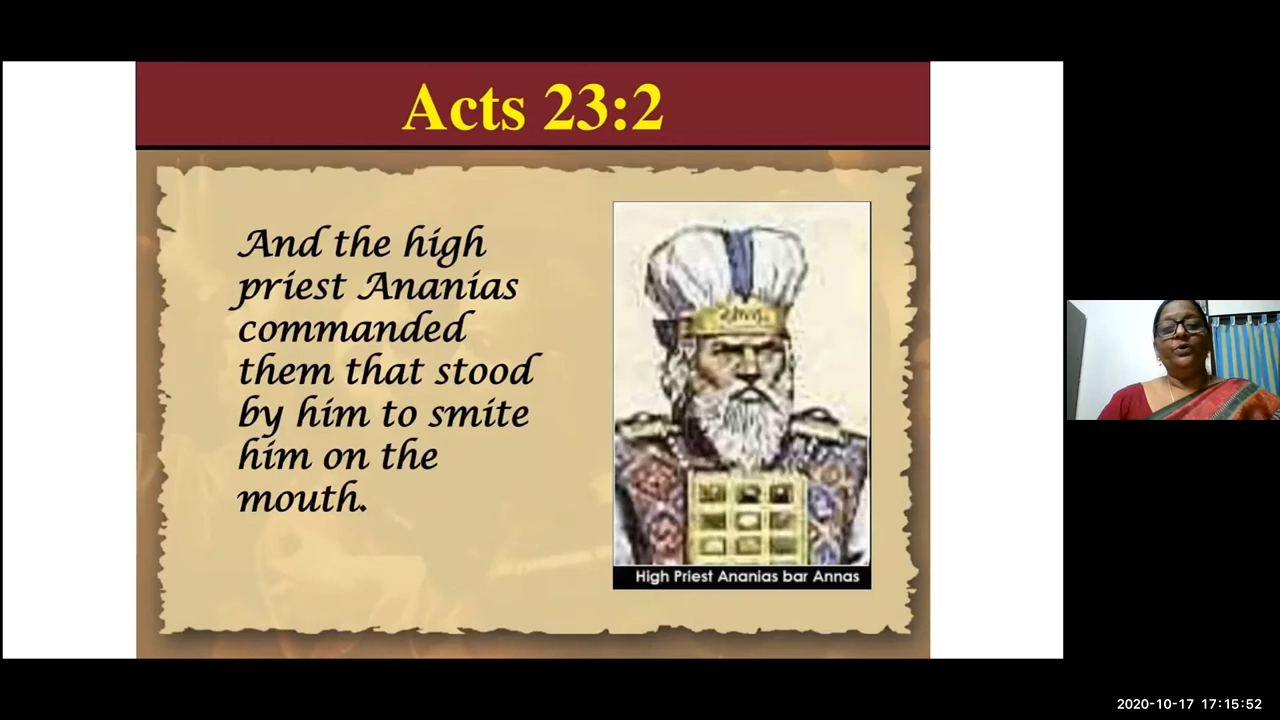 Acts 23:2
And the high
priest Ananias
commanded
them that stood
by him to smite
him on the
mouth.
High Priest Ananias bar Annas
2020-10-17 17:15:52